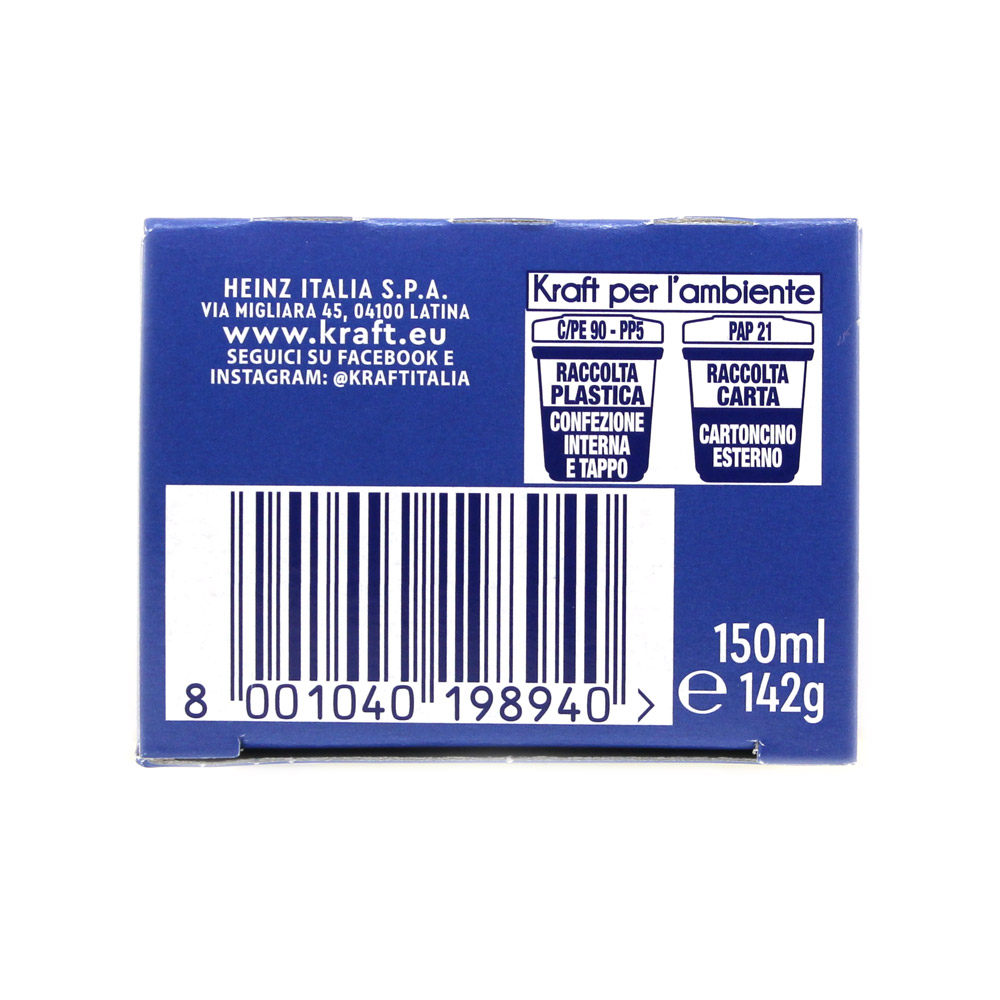 HEINZ ITALIA S.P.A.
VIA MIGLIARA 45, 04100 LATINA
www.kraft.eu
SEGUICI SU FACEBOOK E
INSTAGRAM: @KRAFTITALIA
Kraft per l'ambiente
C/PE 90 - PP5
RACCOLTA
PLASTICA
CONFEZIONE
INTERNA
E TAPPO
PAP 21
RACCOLTA
CARTA
CARTONCINO
ESTERNO
8 001040 198940 >
150ml
e 142g